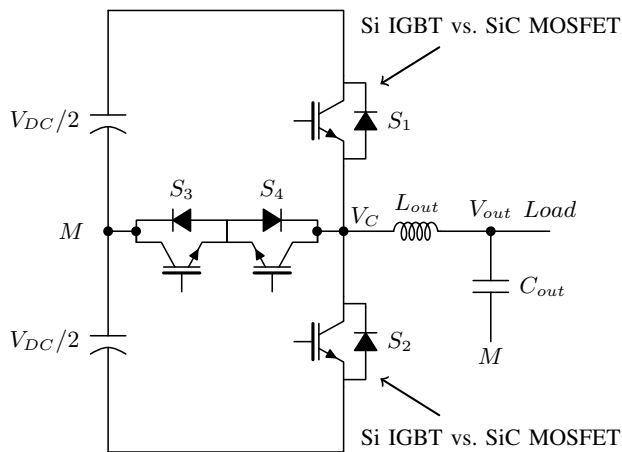 Si IGBT vs. SiC MOSFET
V_{DC}/2
S_1
S_3
S_4
M
V_C
L_{out}
V_{out} Load
C_{out}
V_{DC}/2
S_2
M
Si IGBT vs. SiC MOSFET